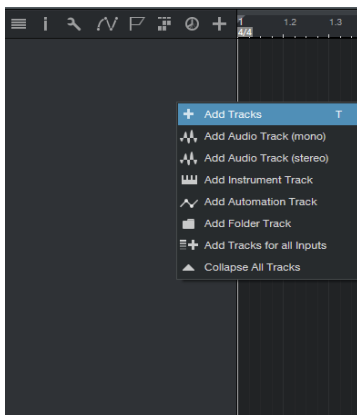 1 1.2 1.3
4/4
Add Tracks T
Add Audio Track (mono)
Add Audio Track (stereo)
Add Instrument Track
Add Automation Track
Add Folder Track
Add Tracks for all Inputs
Collapse All Tracks